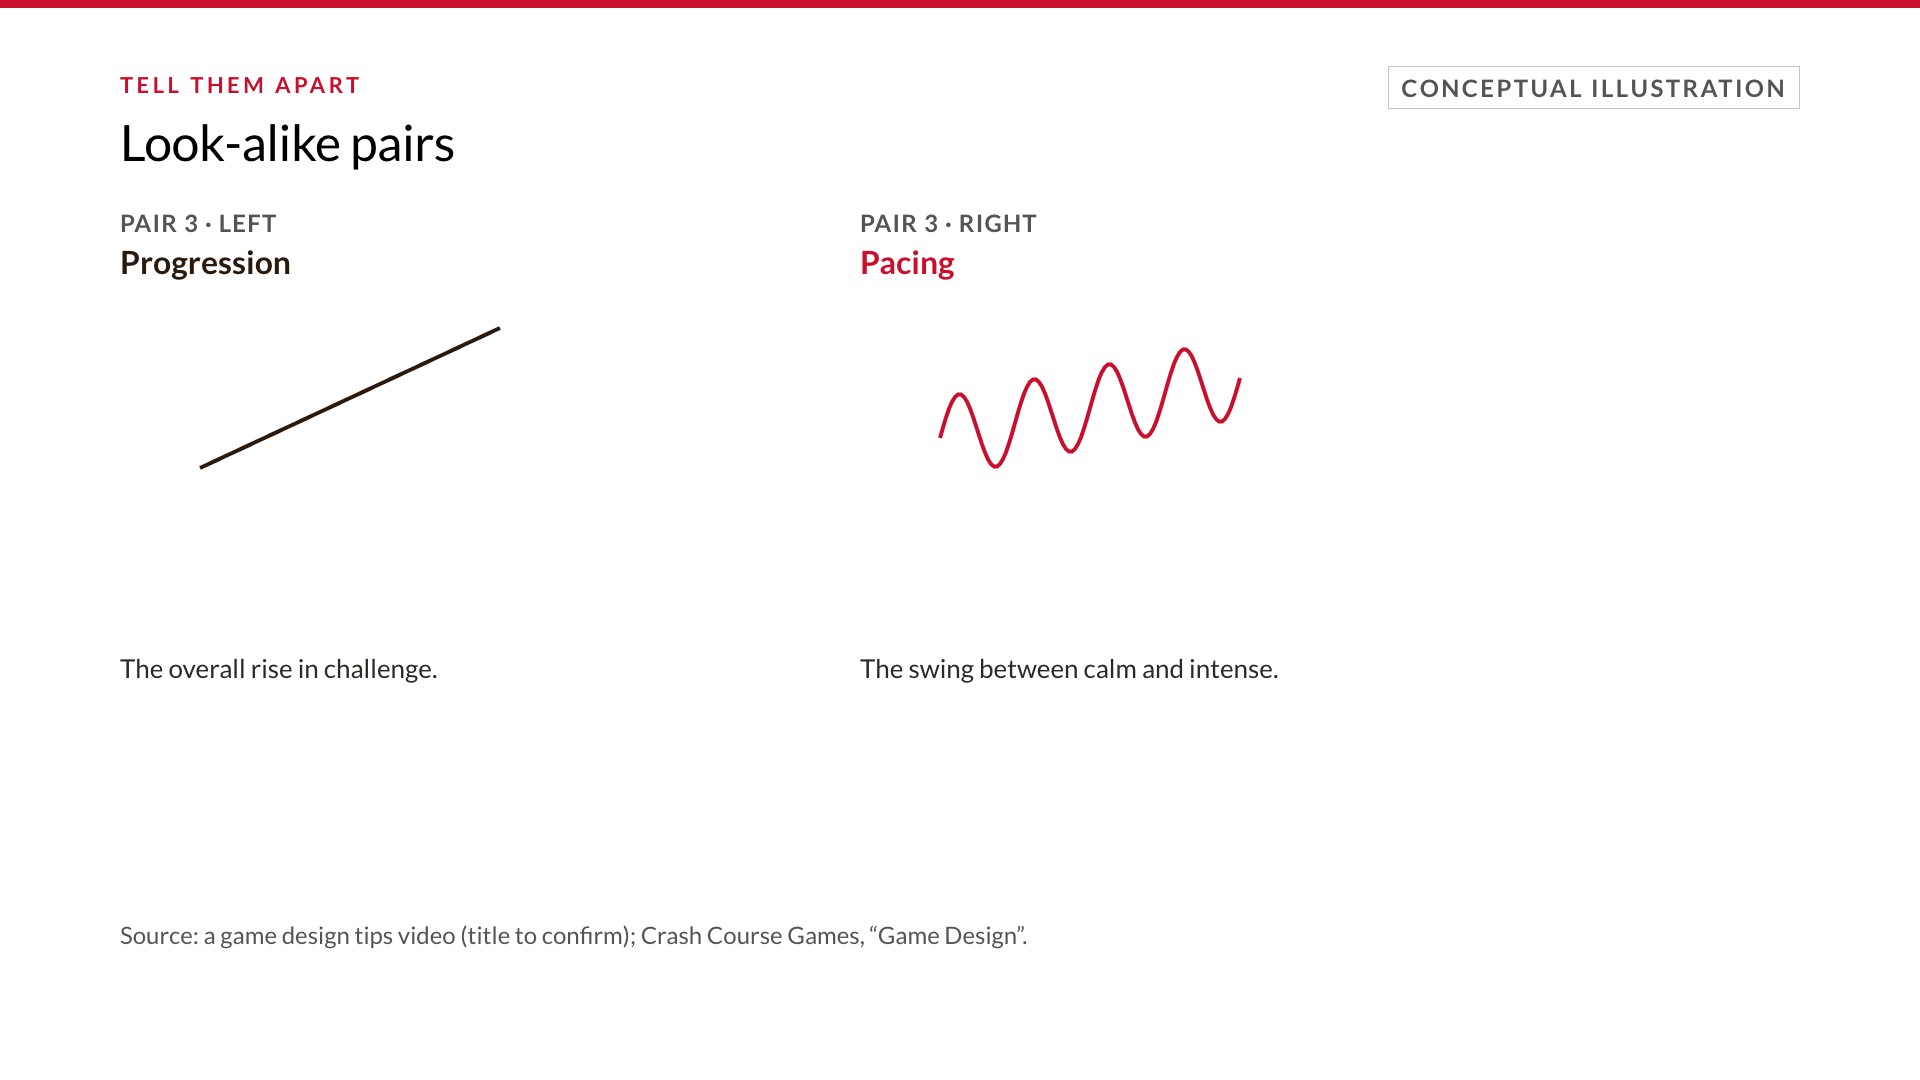 TELL THEM APART
CONCEPTUAL ILLUSTRATION
Look-alike pairs
PAIR 3 · LEFT
Progression
PAIR 3 · RIGHT
Pacing
The overall rise in challenge.
The swing between calm and intense.
Source: a game design tips video (title to confirm); Crash Course Games, “Game Design”.